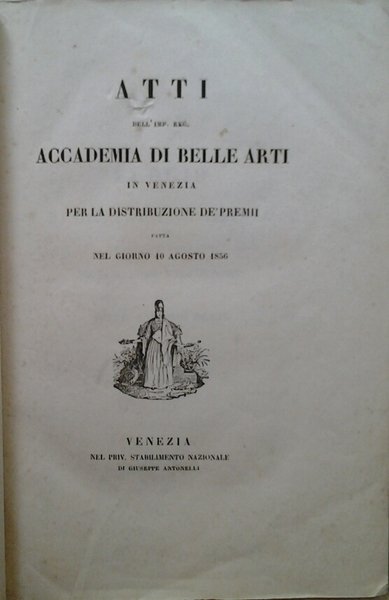 ATTI
DELL'IMP. REG.
ACCADEMIA DI BELLE ARTI
IN VENEZIA
PER LA DISTRIBUZIONE DE' PREMII
FATTA
NEL GIORNO 10 AGOSTO 1856
VENEZIA
NEL PRIV. STABILIMENTO NAZIONALE
DI GIUSEPPE ANTONELLI